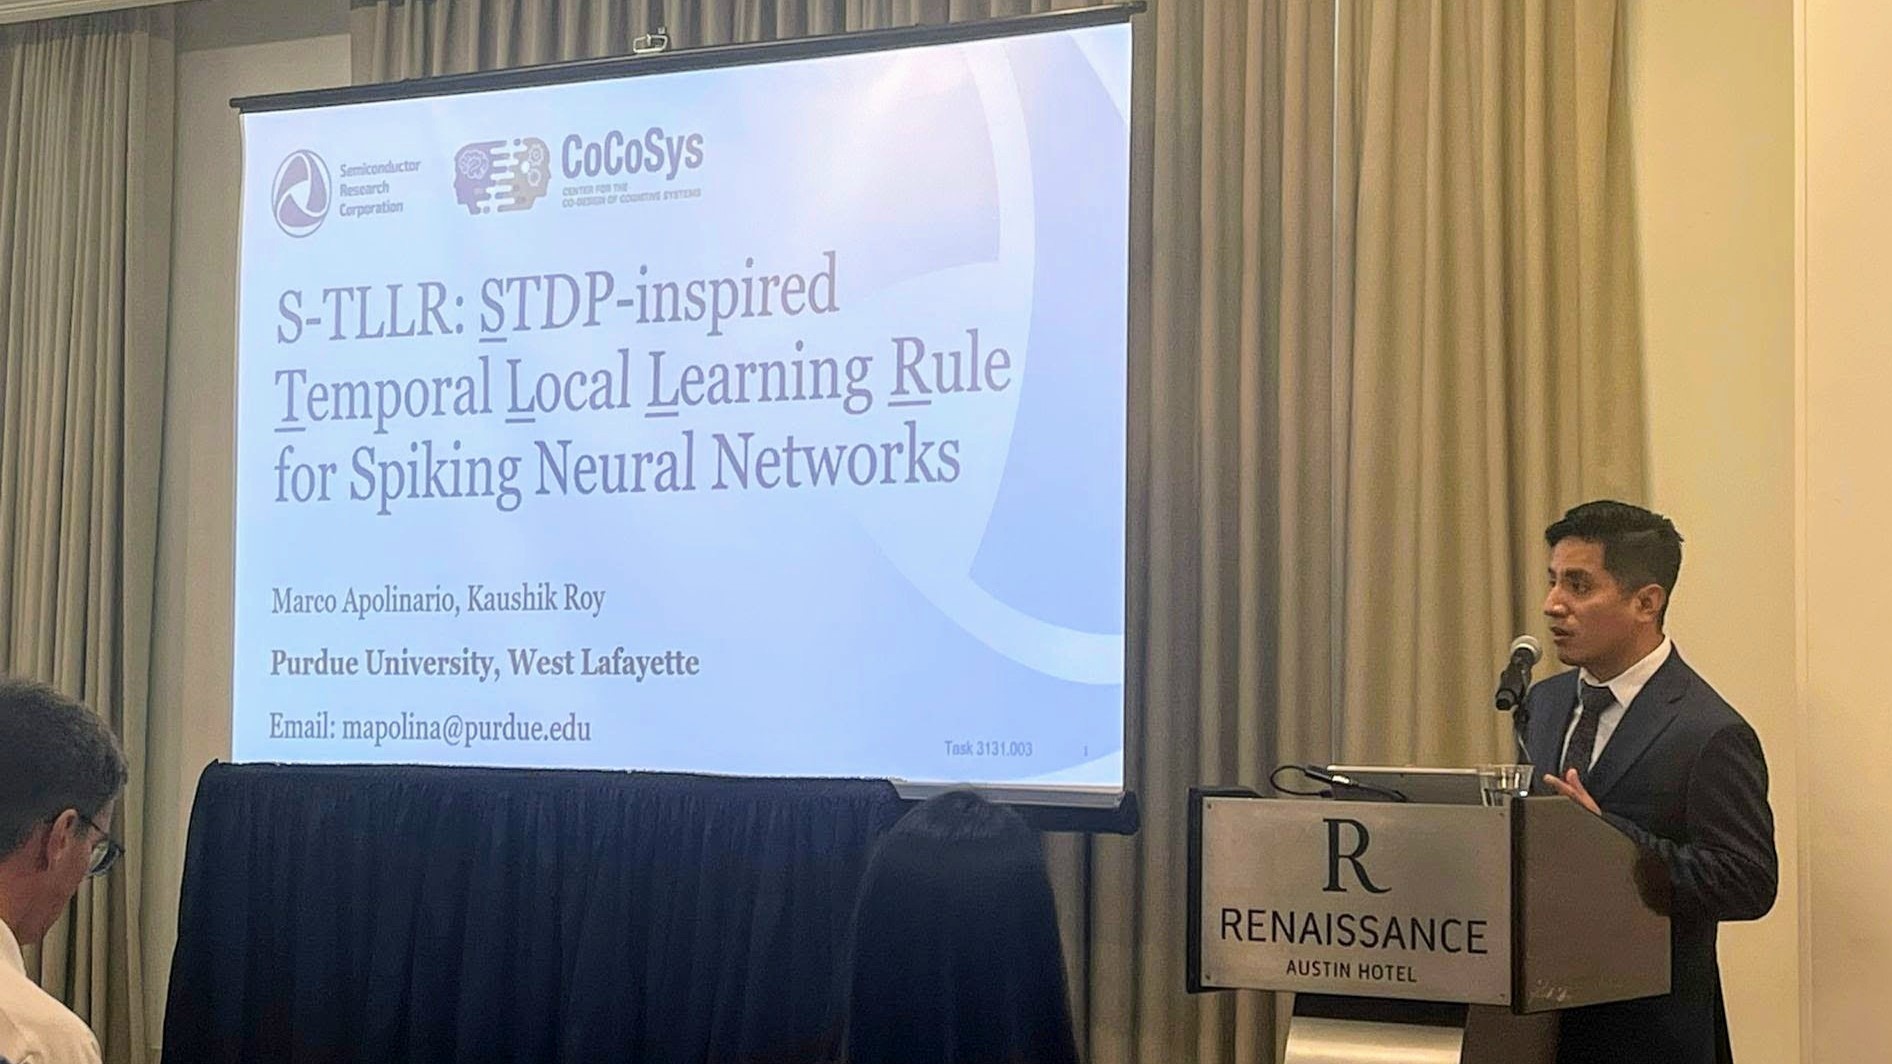 Semiconductor
Research
Corporation
CoCoSys
CENTER FOR THE
CO-DESIGN OF COGNITIVE SYSTEMS
S-TLLR: STDP-inspired
Temporal Local Learning Rule
for Spiking Neural Networks
Marco Apolinario, Kaushik Roy
Purdue University, West Lafayette
Email: mapolina@purdue.edu
Task 3131.003
1
R
RENAISSANCE
AUSTIN HOTEL